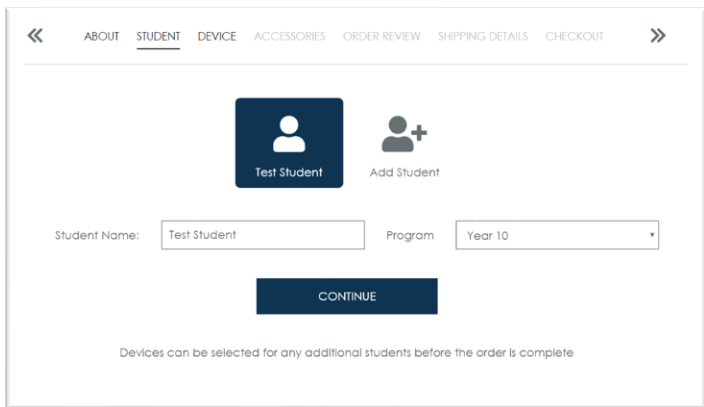 ABOUT STUDENT DEVICE ACCESSORIES ORDER REVIEW SHIPPING DETAILS CHECKOUT
Test Student Add Student
Student Name: Test Student Program Year 10
CONTINUE
Devices can be selected for any additional students before the order is complete